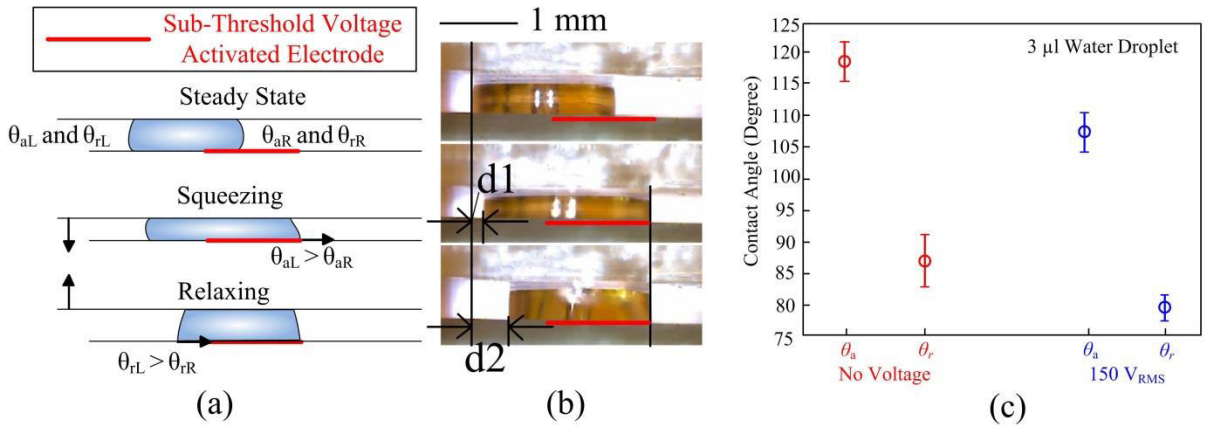 Sub-Threshold Voltage
Activated Electrode
Steady State
θaL and θrL
θaR and θrR
Squeezing
θaL > θaR
Relaxing
θrL > θrR
(a)
1 mm
d1
d2
(b)
120
115
110
105
100
95
90
85
80
75
Contact Angle (Degree)
3 µl Water Droplet
θa
θr
No Voltage
θa
θr
150 VRMS
(c)